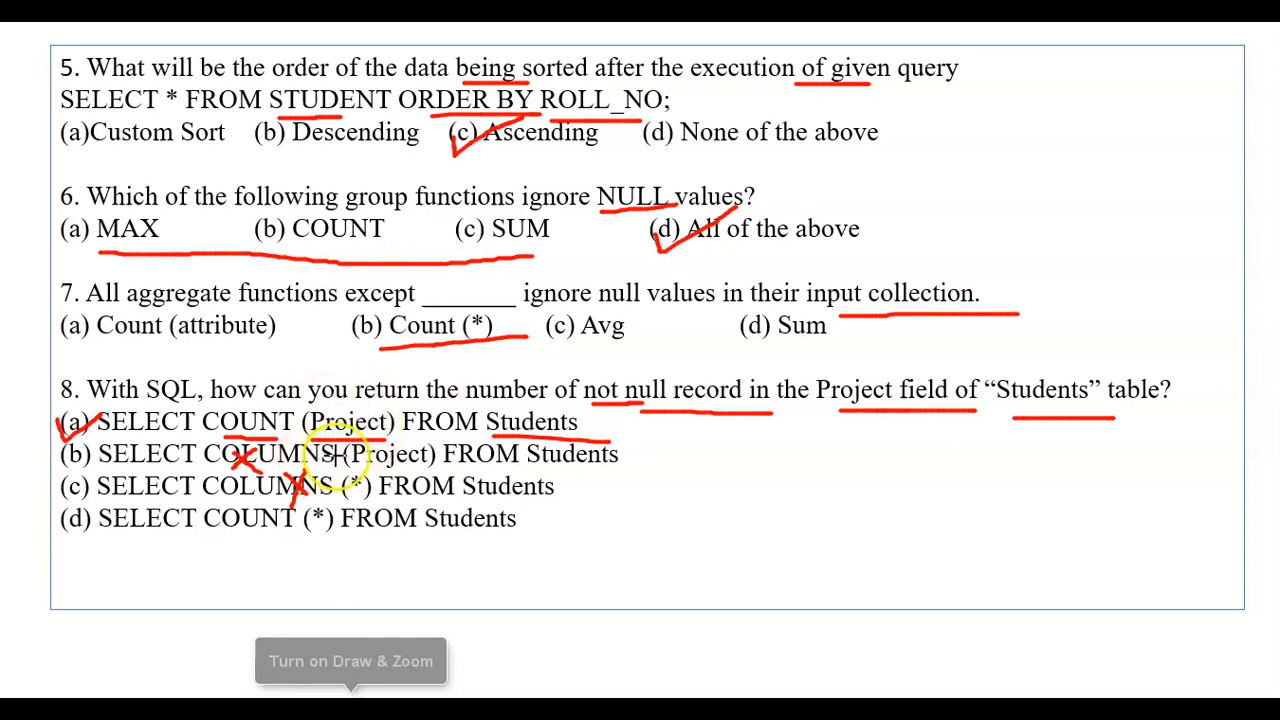 5. What will be the order of the data being sorted after the execution of given query
SELECT * FROM STUDENT ORDER BY ROLL_NO;
(a)Custom Sort (b) Descending (c) Ascending (d) None of the above
6. Which of the following group functions ignore NULL values?
(a) MAX (b) COUNT (c) SUM (d) All of the above
7. All aggregate functions except _______ ignore null values in their input collection.
(a) Count (attribute) (b) Count (*) (c) Avg (d) Sum
8. With SQL, how can you return the number of not null record in the Project field of “Students” table?
(a) SELECT COUNT (Project) FROM Students
(b) SELECT COLUMNS (Project) FROM Students
(c) SELECT COLUMNS (*) FROM Students
(d) SELECT COUNT (*) FROM Students
Turn on Draw & Zoom